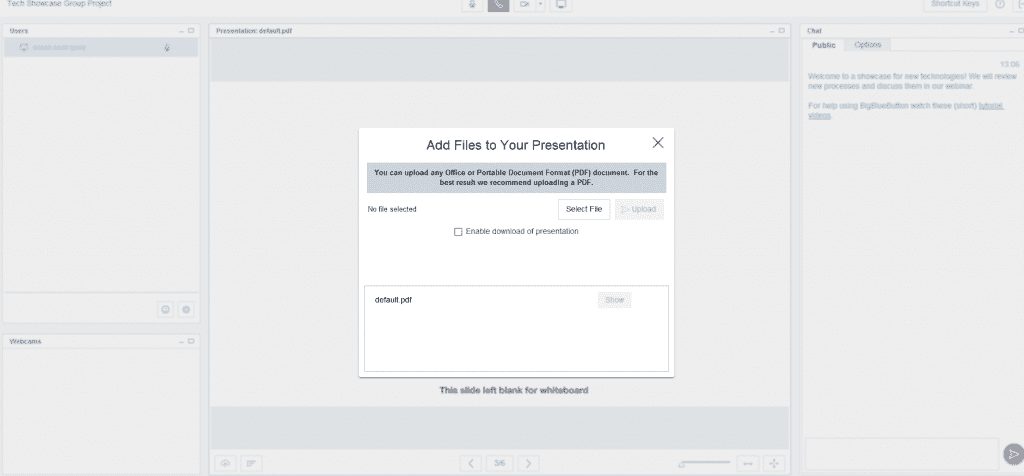 Tech Showcase Group Project
Shortcut Keys
Users
Presentation: default.pdf
Chat
Public
Options
13:06
Welcome to a showcase for new technologies! We will review
new processes and discuss them in our webinar.
For help using BigBlueButton watch these (short) tutorial
videos.
Add Files to Your Presentation
You can upload any Office or Portable Document Format (PDF) document. For the
best result we recommend uploading a PDF.
No file selected
Select File
Upload
Enable download of presentation
default.pdf
Show
Webcams
This slide left blank for whiteboard